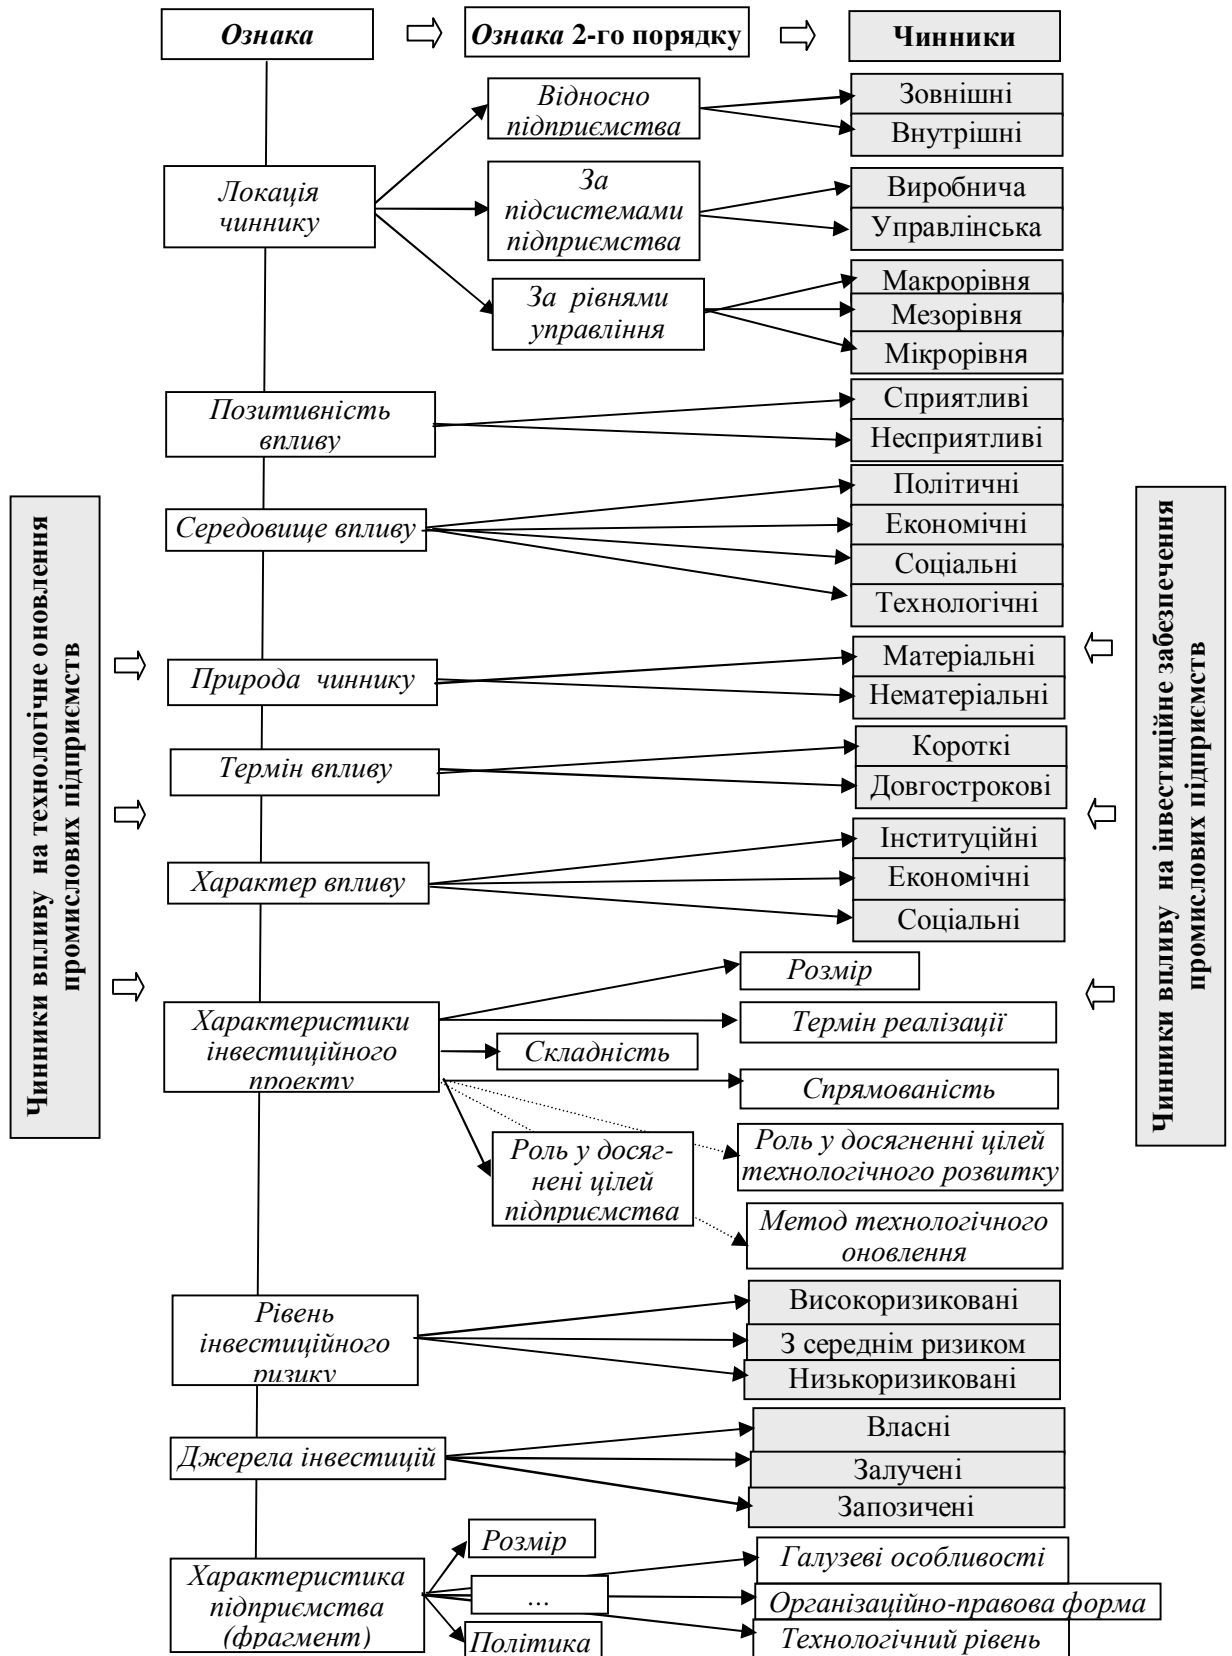 Ознака
Ознака 2-го порядку
Чинники
Відносно
підприємства
Зовнішні
Внутрішні
Локація
чиннику
За
підсистемами
підприємства
Виробнича
Управлінська
За рівнями
управління
Макрорівня
Мезорівня
Мікрорівня
Позитивність
впливу
Сприятливі
Несприятливі
Середовище впливу
Політичні
Економічні
Соціальні
Технологічні
Чинники впливу на технологічне оновлення
промислових підприємств
Чинники впливу на інвестиційне забезпечення
промислових підприємств
Природа чиннику
Матеріальні
Нематеріальні
Термін впливу
Короткі
Довгострокові
Характер впливу
Інституційні
Економічні
Соціальні
Характеристики
інвестиційного
проекту
Розмір
Термін реалізації
Складність
Спрямованість
Роль у досяг-
нені цілей
підприємства
Роль у досягненні цілей
технологічного розвитку
Метод технологічного
оновлення
Рівень
інвестиційного
ризику
Високоризиковані
З середнім ризиком
Низькоризиковані
Джерела інвестицій
Власні
Залучені
Запозичені
Характеристика
підприємства
(фрагмент)
Розмір
...
Політика
Галузеві особливості
Організаційно-правова форма
Технологічний рівень